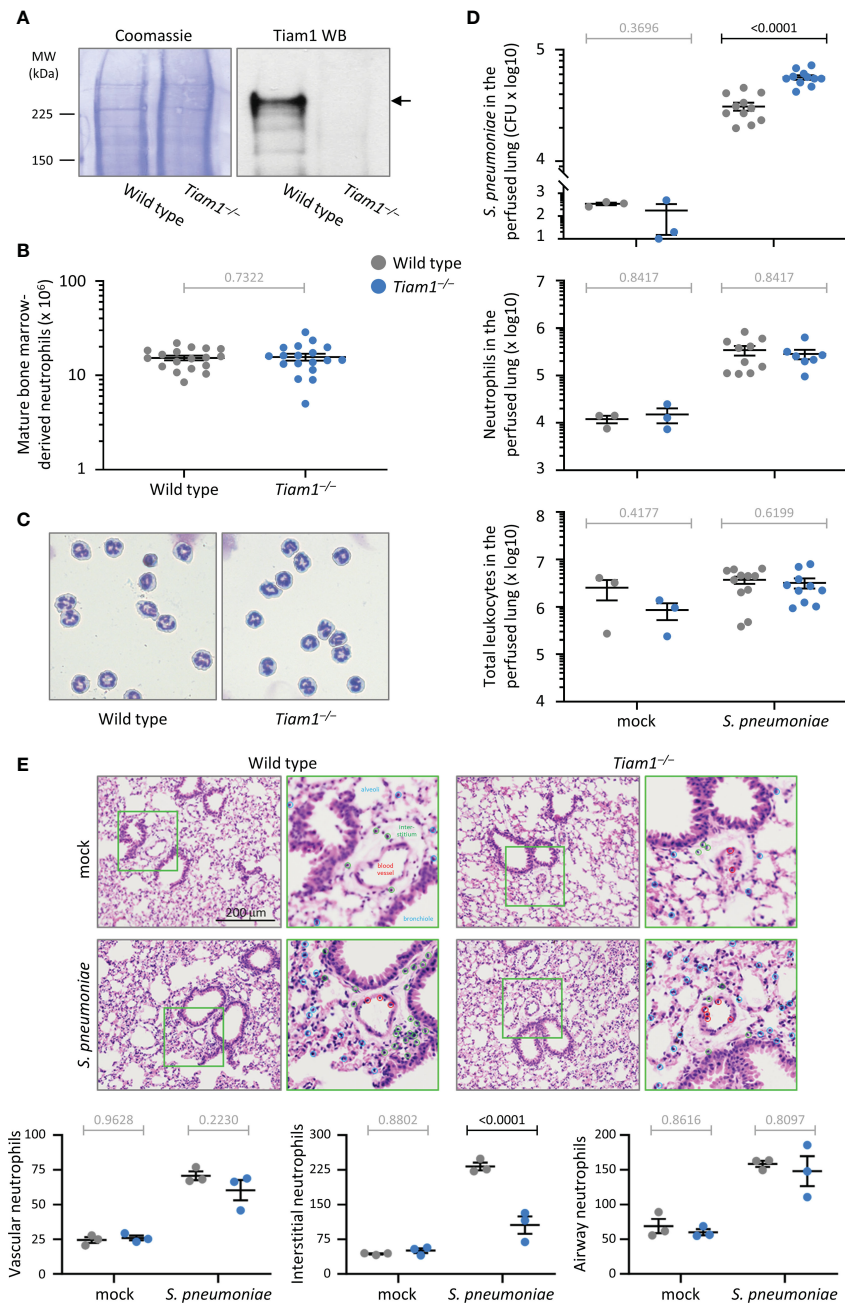 A
Coomassie
Tiam1 WB
MW
(kDa)
225
150
Wild type
Tiam1–/–
Wild type
Tiam1–/–
B
Wild type
Tiam1–/–
Mature bone marrow-
derived neutrophils (x 10⁶)
100
10
1
0.7322
Wild type
Tiam1–/–
C
Wild type
Tiam1–/–
D
S. pneumoniae in the
perfused lung (CFU x log10)
5
4
3
2
1
0.3696
<0.0001
Neutrophils in the
perfused lung (x log10)
7
6
5
4
3
0.8417
0.8417
Total leukocytes in the
perfused lung (x log10)
8
7
6
5
4
0.4177
0.6199
mock
S. pneumoniae
E
Wild type
Tiam1–/–
mock
alveoli
inter-
stitium
blood
vessel
bronchiole
200 µm
S. pneumoniae
Vascular neutrophils
100
75
50
25
0
0.9628
0.2230
mock
S. pneumoniae
Interstitial neutrophils
300
225
150
75
0
0.8802
<0.0001
mock
S. pneumoniae
Airway neutrophils
200
150
100
50
0
0.8616
0.8097
mock
S. pneumoniae